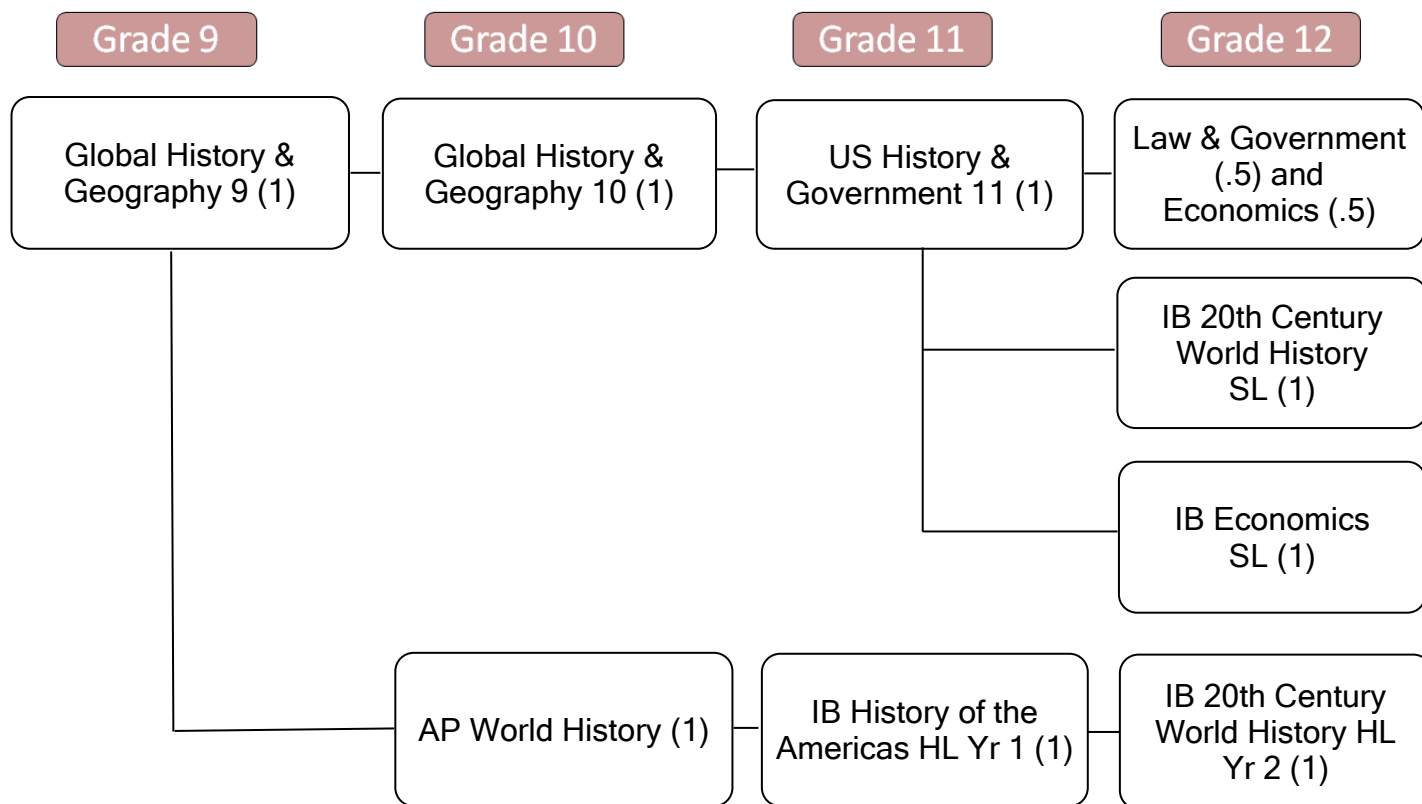 Grade 9
Grade 10
Grade 11
Grade 12
Global History &
Geography 9 (1)
Global History &
Geography 10 (1)
US History &
Government 11 (1)
Law & Government
(.5) and
Economics (.5)
IB 20th Century
World History
SL (1)
IB Economics
SL (1)
AP World History (1)
IB History of the
Americas HL Yr 1 (1)
IB 20th Century
World History HL
Yr 2 (1)